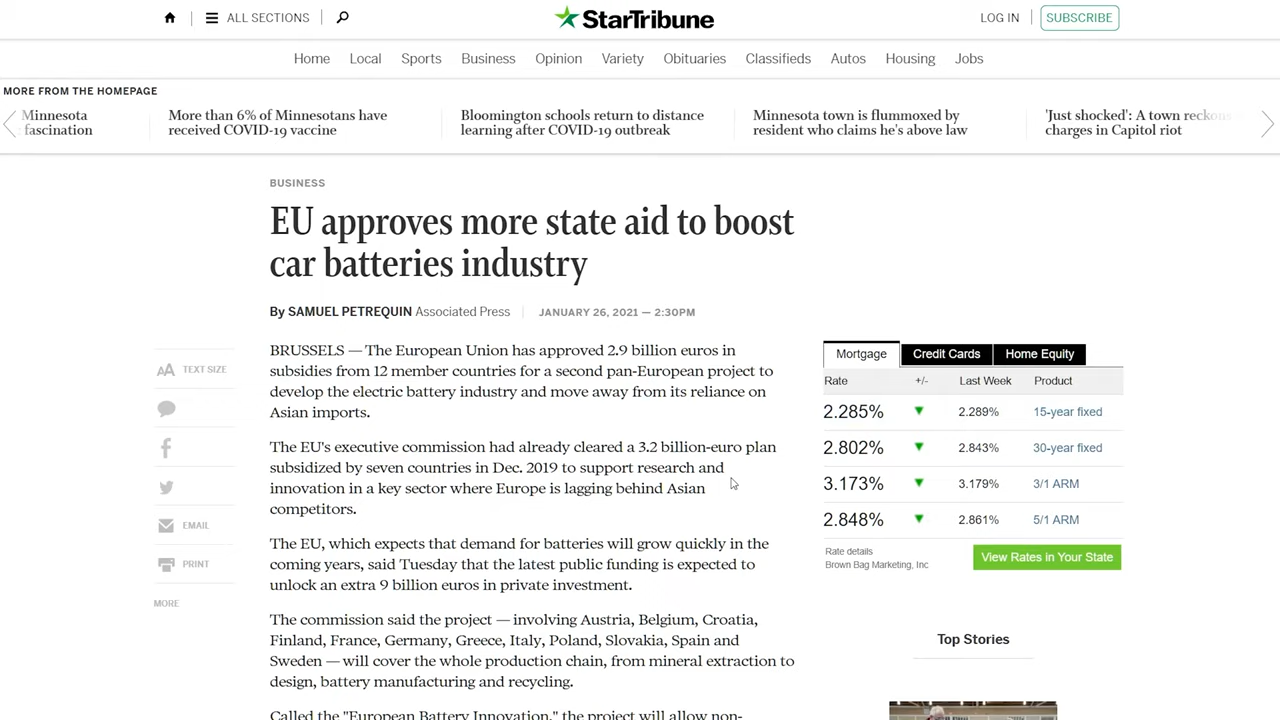 ALL SECTIONS
StarTribune
LOG IN
SUBSCRIBE
Home Local Sports Business Opinion Variety Obituaries Classifieds Autos Housing Jobs
MORE FROM THE HOMEPAGE
Minnesota
fascination
More than 6% of Minnesotans have
received COVID-19 vaccine
Bloomington schools return to distance
learning after COVID-19 outbreak
Minnesota town is flummoxed by
resident who claims he's above law
'Just shocked': A town reckons
charges in Capitol riot
BUSINESS
EU approves more state aid to boost
car batteries industry
By SAMUEL PETREQUIN Associated Press
JANUARY 26, 2021 — 2:30PM
AA TEXT SIZE
EMAIL
PRINT
MORE
BRUSSELS — The European Union has approved 2.9 billion euros in
subsidies from 12 member countries for a second pan-European project to
develop the electric battery industry and move away from its reliance on
Asian imports.
The EU's executive commission had already cleared a 3.2 billion-euro plan
subsidized by seven countries in Dec. 2019 to support research and
innovation in a key sector where Europe is lagging behind Asian
competitors.
The EU, which expects that demand for batteries will grow quickly in the
coming years, said Tuesday that the latest public funding is expected to
unlock an extra 9 billion euros in private investment.
The commission said the project — involving Austria, Belgium, Croatia,
Finland, France, Germany, Greece, Italy, Poland, Slovakia, Spain and
Sweden — will cover the whole production chain, from mineral extraction to
design, battery manufacturing and recycling.
Called the "European Battery Innovation," the project will allow non-
Mortgage Credit Cards Home Equity
Rate +/- Last Week Product
2.285% 2.289% 15-year fixed
2.802% 2.843% 30-year fixed
3.173% 3.179% 3/1 ARM
2.848% 2.861% 5/1 ARM
Rate details
Brown Bag Marketing, Inc
View Rates in Your State
Top Stories